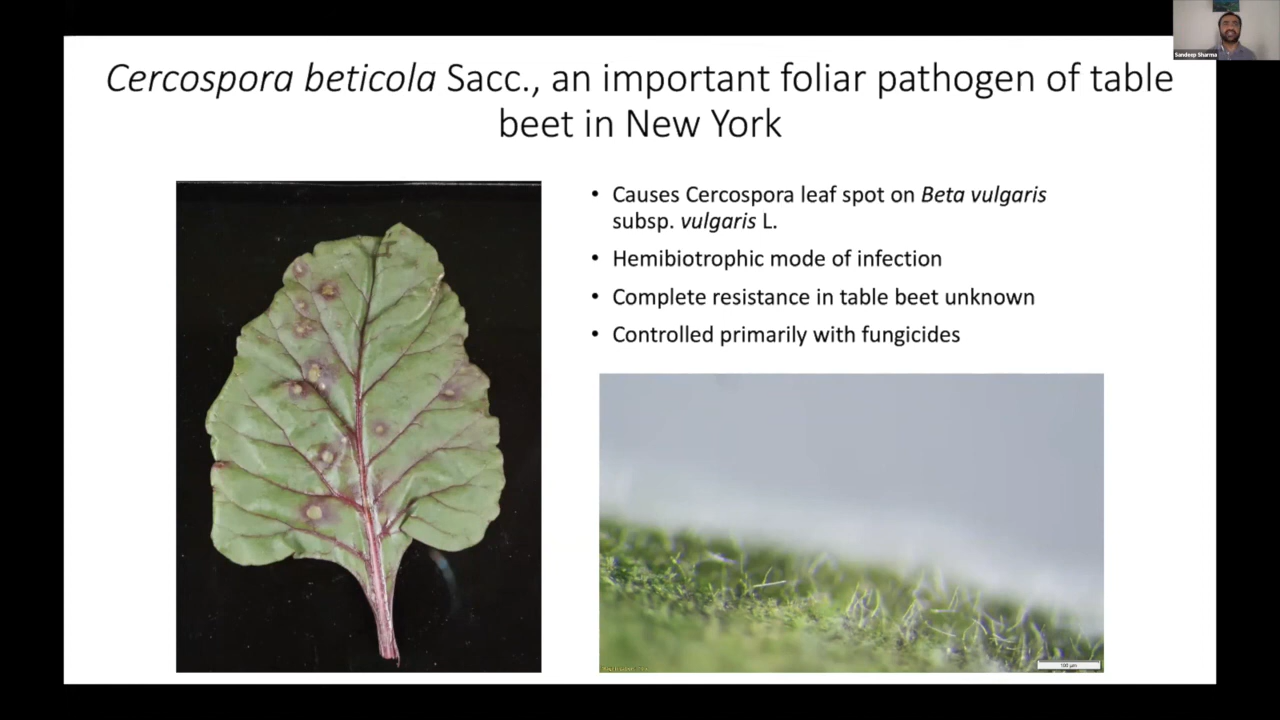 Sandeep Sharma
Cercospora beticola Sacc., an important foliar pathogen of table
beet in New York
• Causes Cercospora leaf spot on Beta vulgaris
subsp. vulgaris L.
• Hemibiotrophic mode of infection
• Complete resistance in table beet unknown
• Controlled primarily with fungicides
100 µm